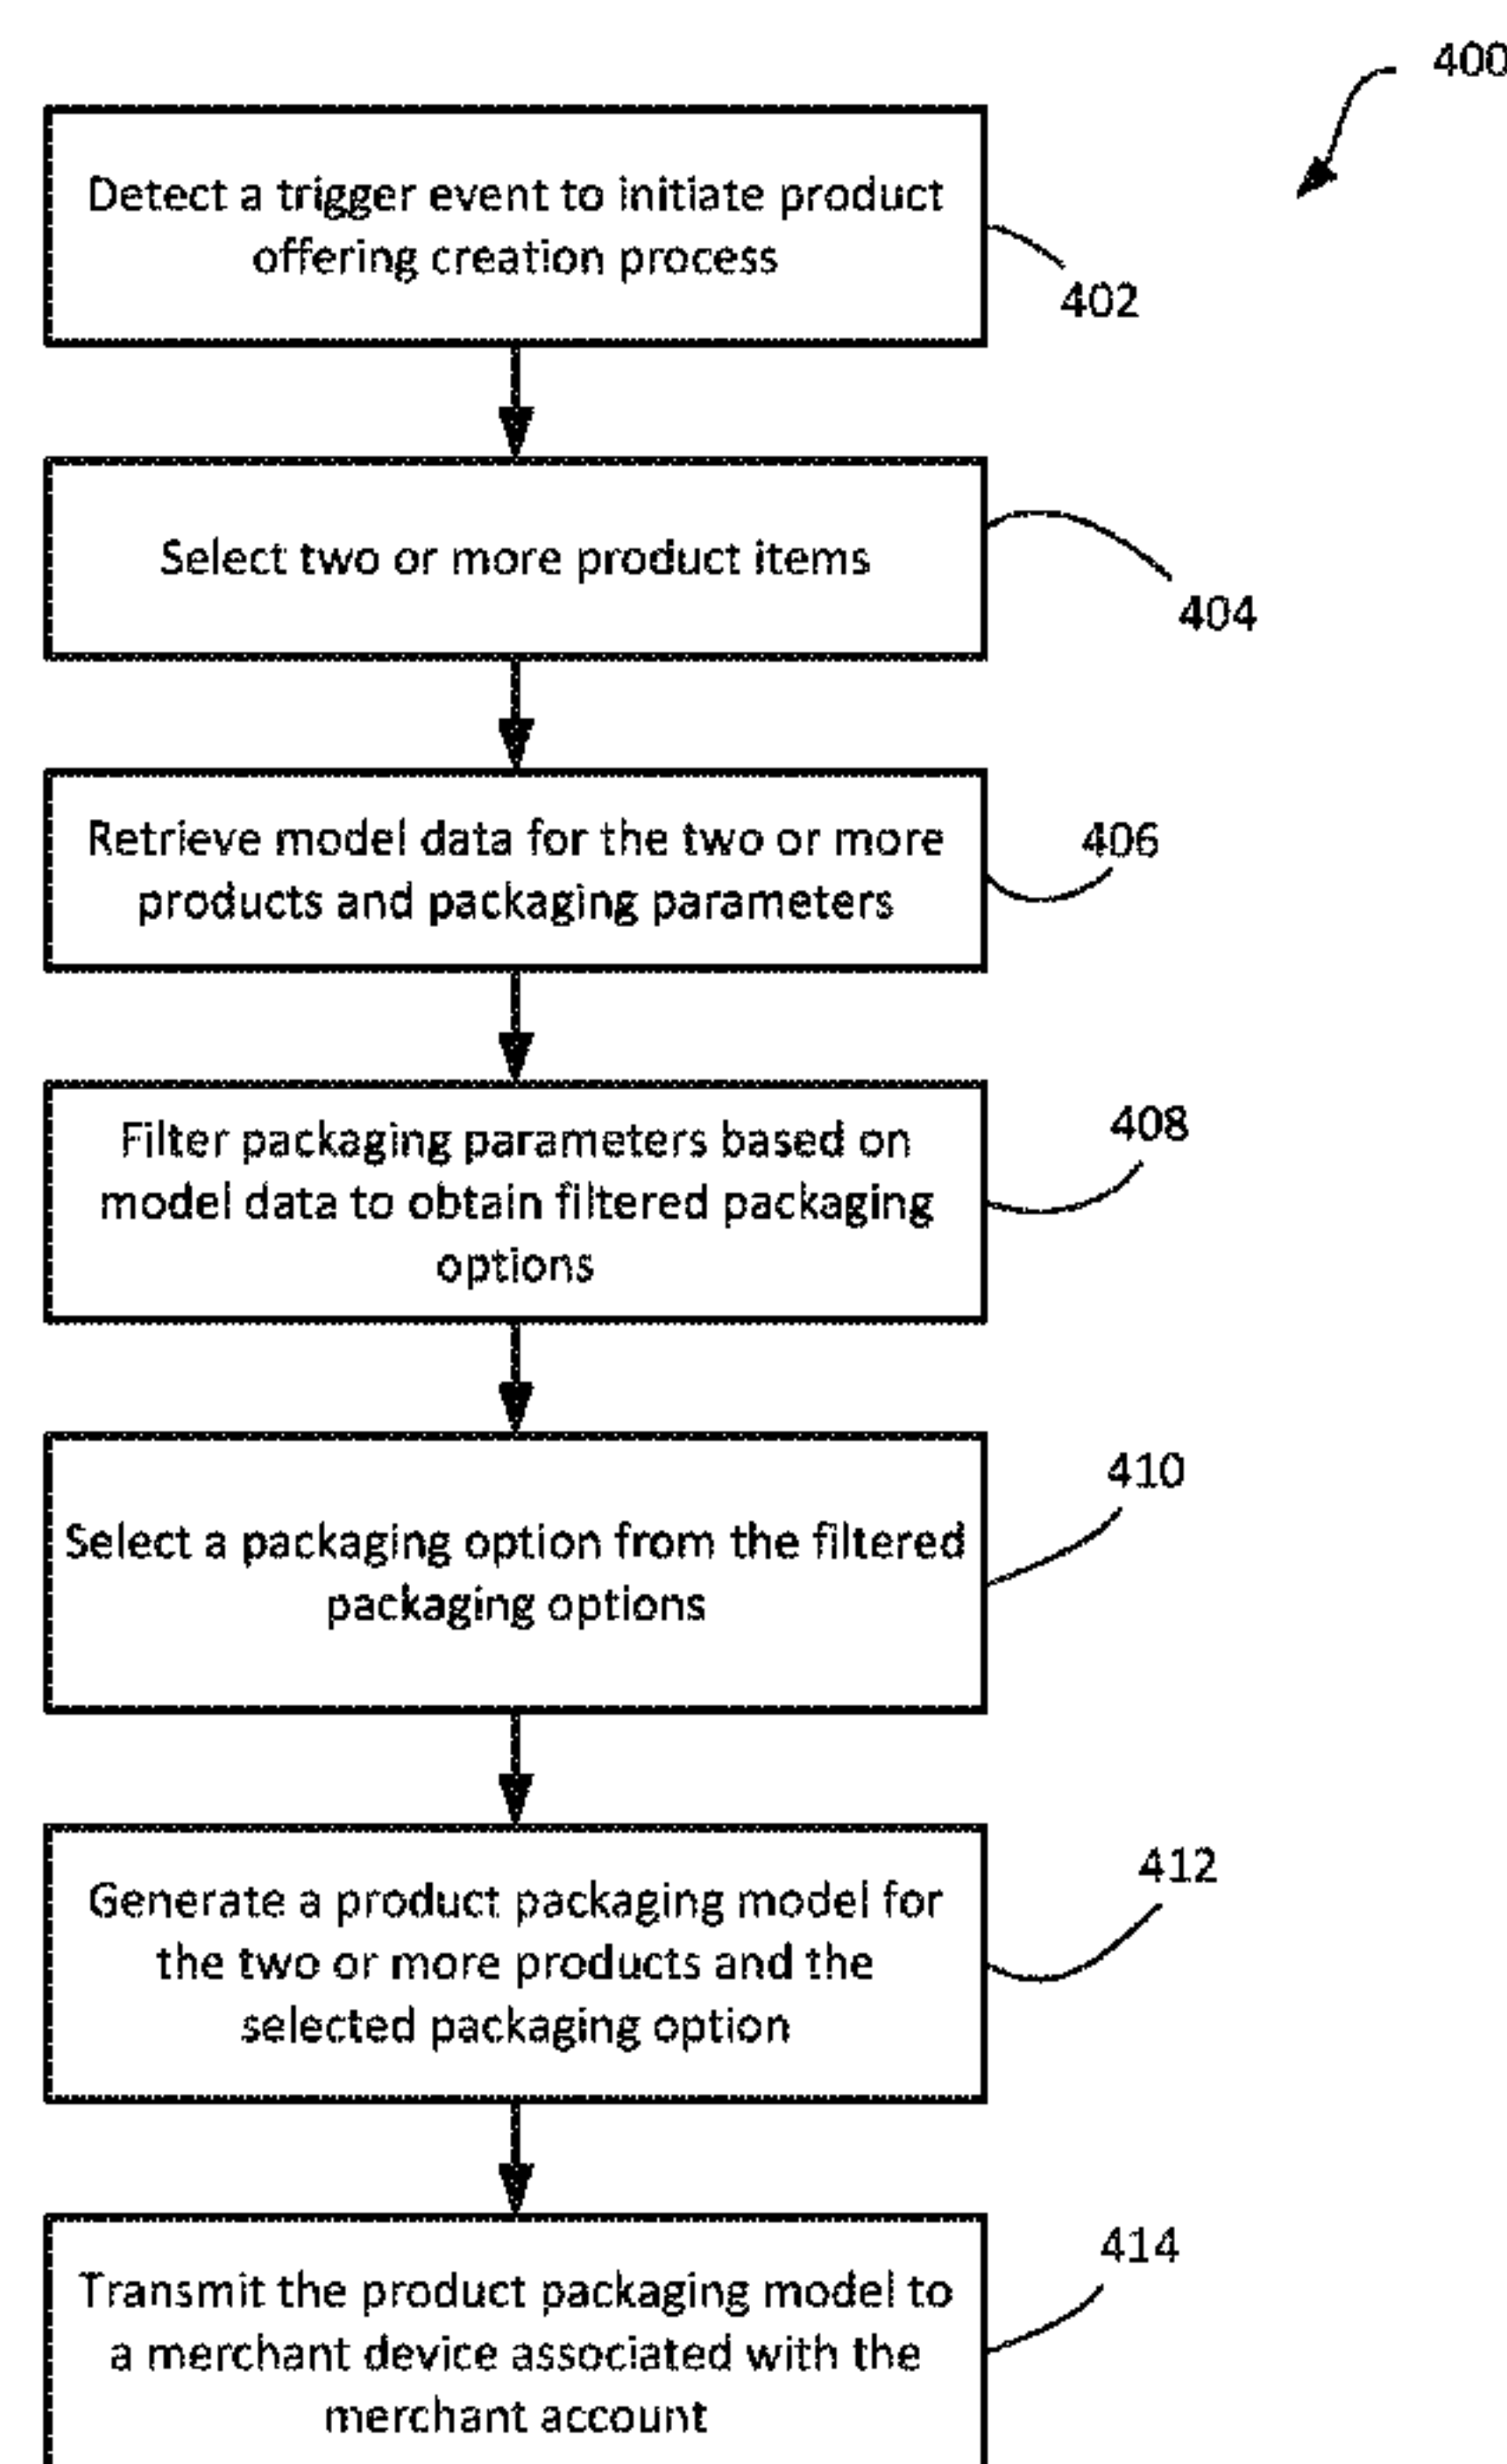 400
Detect a trigger event to initiate product
offering creation process
402
Select two or more product items
404
Retrieve model data for the two or more
products and packaging parameters
406
Filter packaging parameters based on
model data to obtain filtered packaging
options
408
Select a packaging option from the filtered
packaging options
410
Generate a product packaging model for
the two or more products and the
selected packaging option
412
Transmit the product packaging model to
a merchant device associated with the
merchant account
414